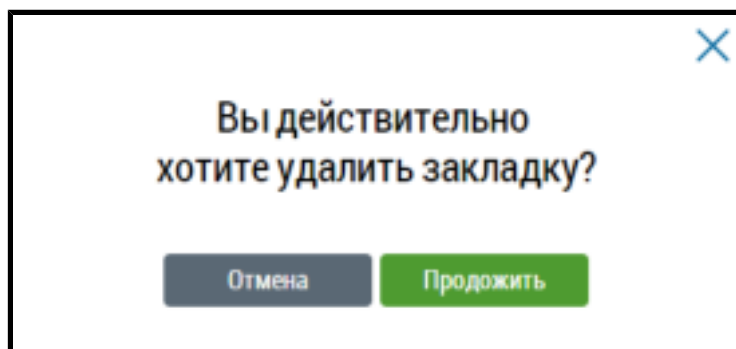 Вы действительно
хотите удалить закладку?
Отмена
Продожить